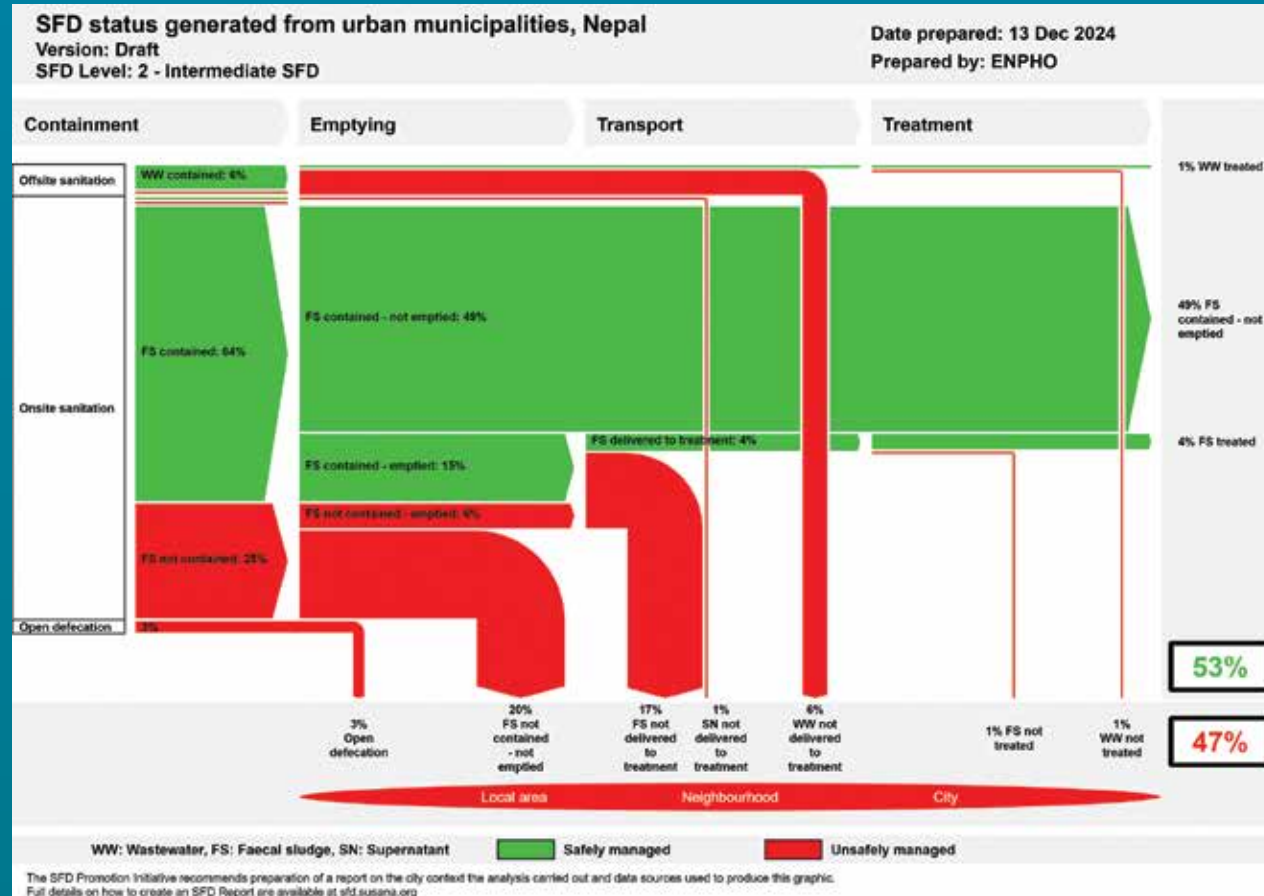 SFD status generated from urban municipalities, Nepal
Version: Draft
SFD Level: 2 - Intermediate SFD
Date prepared: 13 Dec 2024
Prepared by: ENPHO
Containment
Emptying
Transport
Treatment
Offsite sanitation
WW contained: 6%
1% WW treated
FS contained - not emptied: 49%
49% FS
contained - not
emptied
FS contained: 64%
Onsite sanitation
FS delivered to treatment: 4%
4% FS treated
FS contained - emptied: 15%
FS not contained - emptied: 6%
FS not contained: 25%
Open defecation
3%
53%
47%
3%
Open
defecation
20%
FS not
contained
- not
emptied
17%
FS not
delivered
to
treatment
1%
SN not
delivered
to
treatment
6%
WW not
delivered
to
treatment
1% FS not
treated
1%
WW not
treated
Local area
Neighbourhood
City
WW: Wastewater, FS: Faecal sludge, SN: Supernatant
Safely managed
Unsafely managed
The SFD Promotion Initiative recommends preparation of a report on the city context the analysis carried out and data sources used to produce this graphic.
Full details on how to create an SFD Report are available at sfd.susana.org